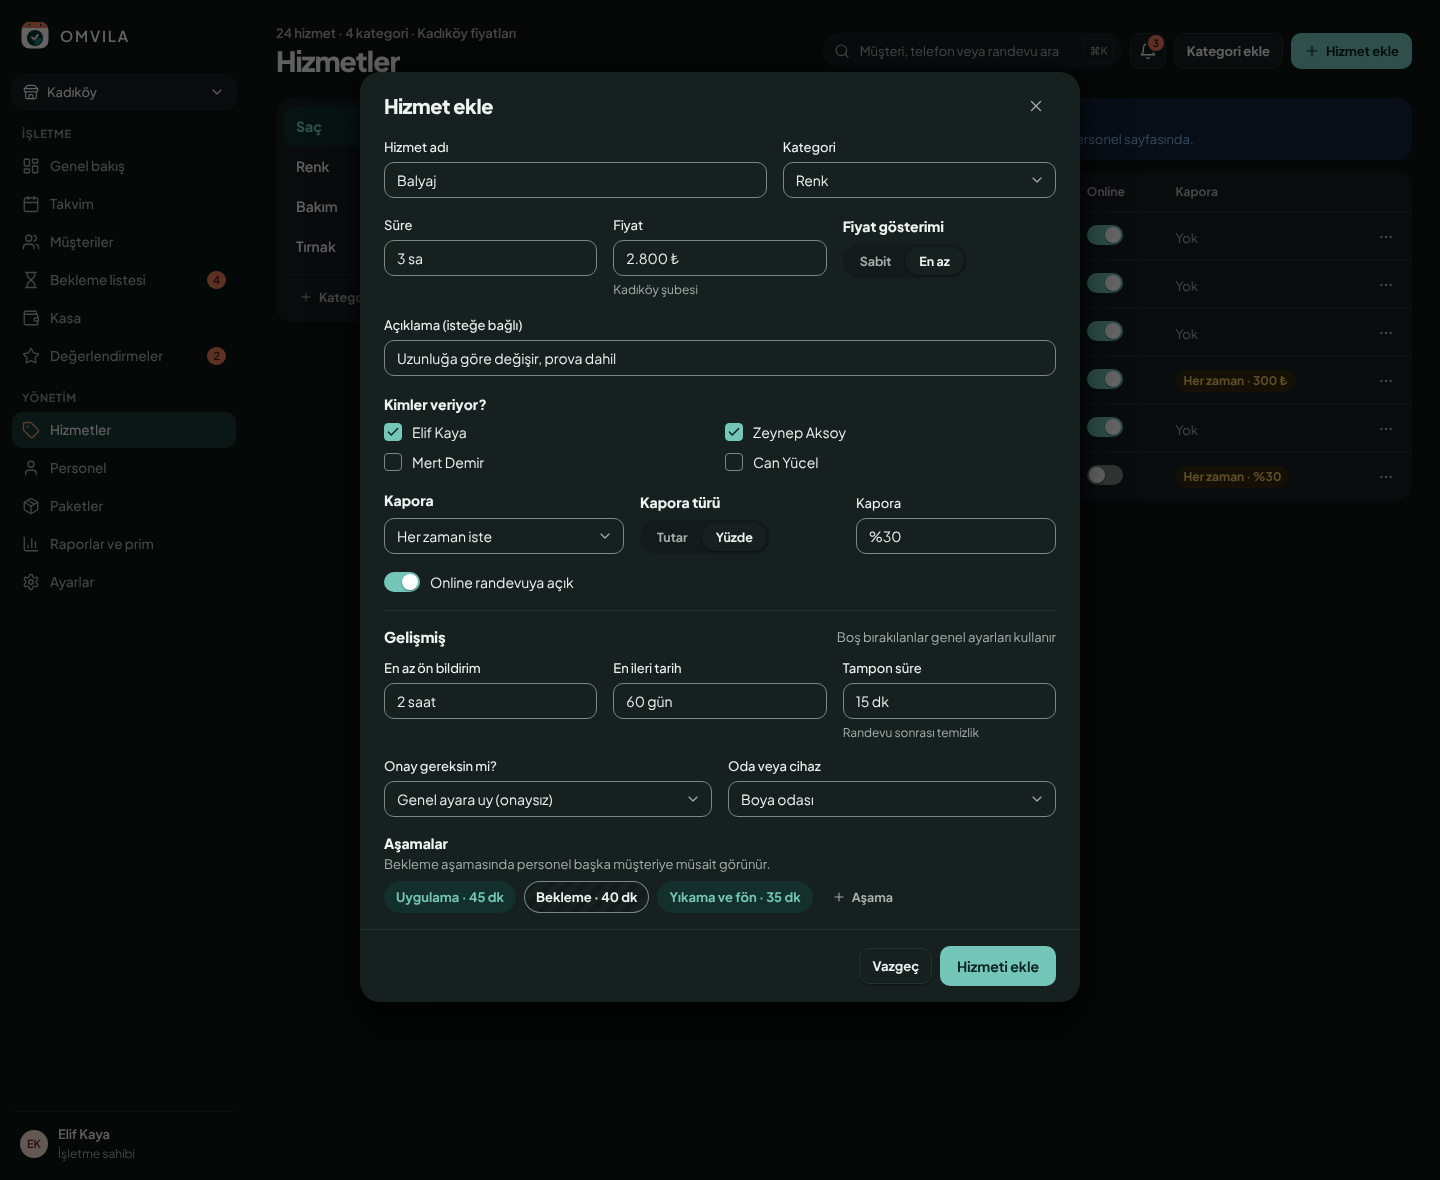 OMVILA
Kadıköy
İŞLETME
Genel bakış
Takvim
Müşteriler
Bekleme listesi
4
Kasa
Değerlendirmeler
2
YÖNETİM
Hizmetler
Personel
Paketler
Raporlar ve prim
Ayarlar
EK
Elif Kaya
İşletme sahibi
24 hizmet · 4 kategori · Kadıköy fiyatları
Hizmetler
Müşteri, telefon veya randevu ara
⌘K
3
Kategori ekle
Hizmet ekle
Saç
Renk
Bakım
Tırnak
+ Katego
ersonel sayfasında.
Online
Kapora
Yok
Yok
Yok
Her zaman · 300 ₺
Yok
Her zaman · %30
Hizmet ekle
Hizmet adı
Kategori
Balyaj
Renk
Süre
Fiyat
Fiyat gösterimi
3 sa
2.800 ₺
Sabit
En az
Kadıköy şubesi
Açıklama (isteğe bağlı)
Uzunluğa göre değişir, prova dahil
Kimler veriyor?
Elif Kaya
Zeynep Aksoy
Mert Demir
Can Yücel
Kapora
Kapora türü
Kapora
Her zaman iste
Tutar
Yüzde
%30
Online randevuya açık
Gelişmiş
Boş bırakılanlar genel ayarları kullanır
En az ön bildirim
En ileri tarih
Tampon süre
2 saat
60 gün
15 dk
Randevu sonrası temizlik
Onay gereksin mi?
Oda veya cihaz
Genel ayara uy (onaysız)
Boya odası
Aşamalar
Bekleme aşamasında personel başka müşteriye müsait görünür.
Uygulama · 45 dk
Bekleme · 40 dk
Yıkama ve fön · 35 dk
+ Aşama
Vazgeç
Hizmeti ekle